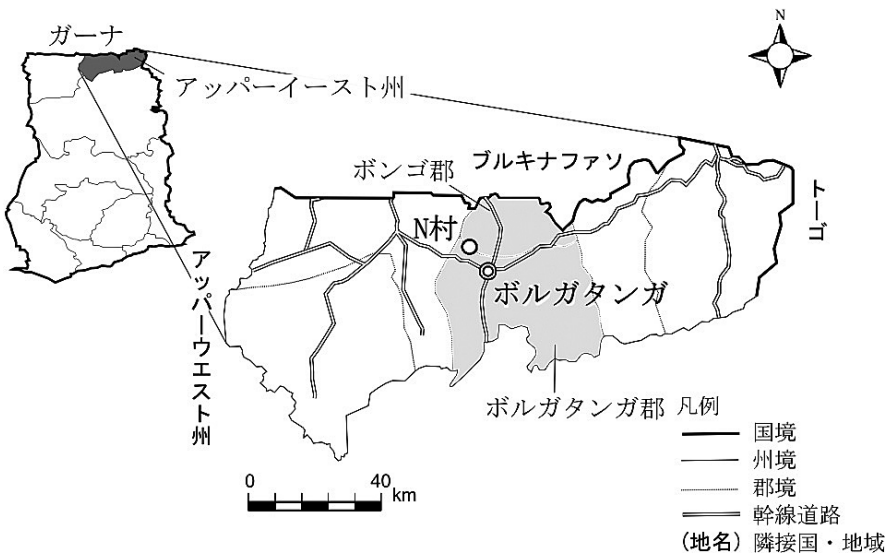 ガーナ
アッパーイースト州
N
ボンゴ郡
ブルキナファソ
トーゴ
N村
ボルガタンガ
アッパーウエスト州
ボルガタンガ郡
凡例
国境
州境
郡境
幹線道路
(地名) 隣接国・地域
0 40
km